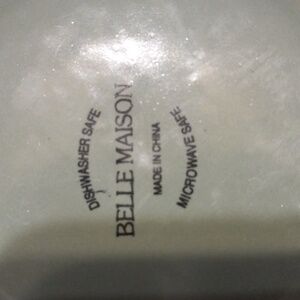 DISHWASHER SAFE
BELLE MAISON
MADE IN CHINA
MICROWAVE SAFE